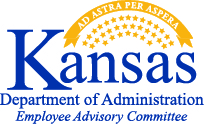 AD ASTRA PER ASPERA
Kansas
Department of Administration
Employee Advisory Committee